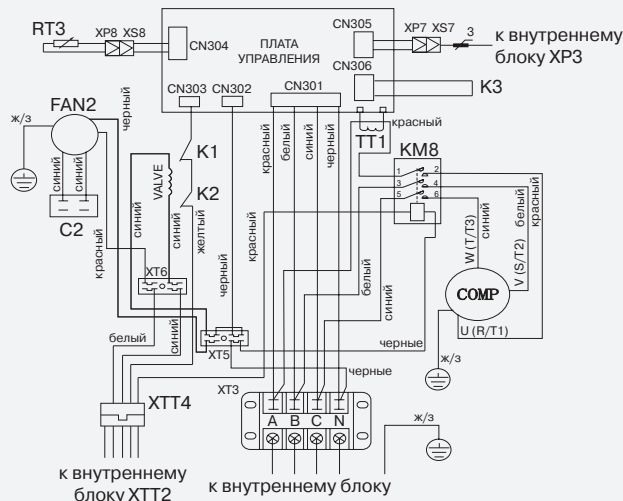 RT3
XP8 XS8
CN304
ПЛАТА
УПРАВЛЕНИЯ
CN305
XP7 XS7
3
к внутреннему
блоку XP3
CN306
K3
CN303
CN302
CN301
FAN2
ж/з
черный
K1
K2
красный
белый
синий
черный
красный
TT1
KM8
1
2
3
4
5
6
синий
синий
C2
синий
VALVE
синий
желтый
красный
XT6
черный
красный
белый
синий
W (T/T3)
синий
белый
V (S/T2)
красный
COMP
U (R/T1)
ж/з
белый
синий
XT5
черные
черные
XT3
XTT4
A B C N
ж/з
к внутреннему
блоку XTT2
к внутреннему блоку